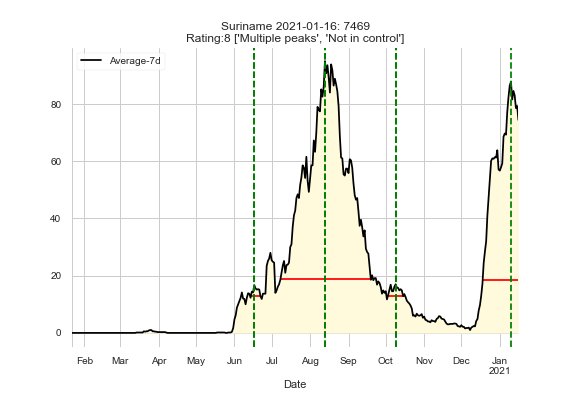 Suriname 2021-01-16: 7469
Rating:8 ['Multiple peaks', 'Not in control']
Average-7d
80
60
40
20
0
Feb Mar Apr May Jun Jul Aug Sep Oct Nov Dec Jan
2021
Date